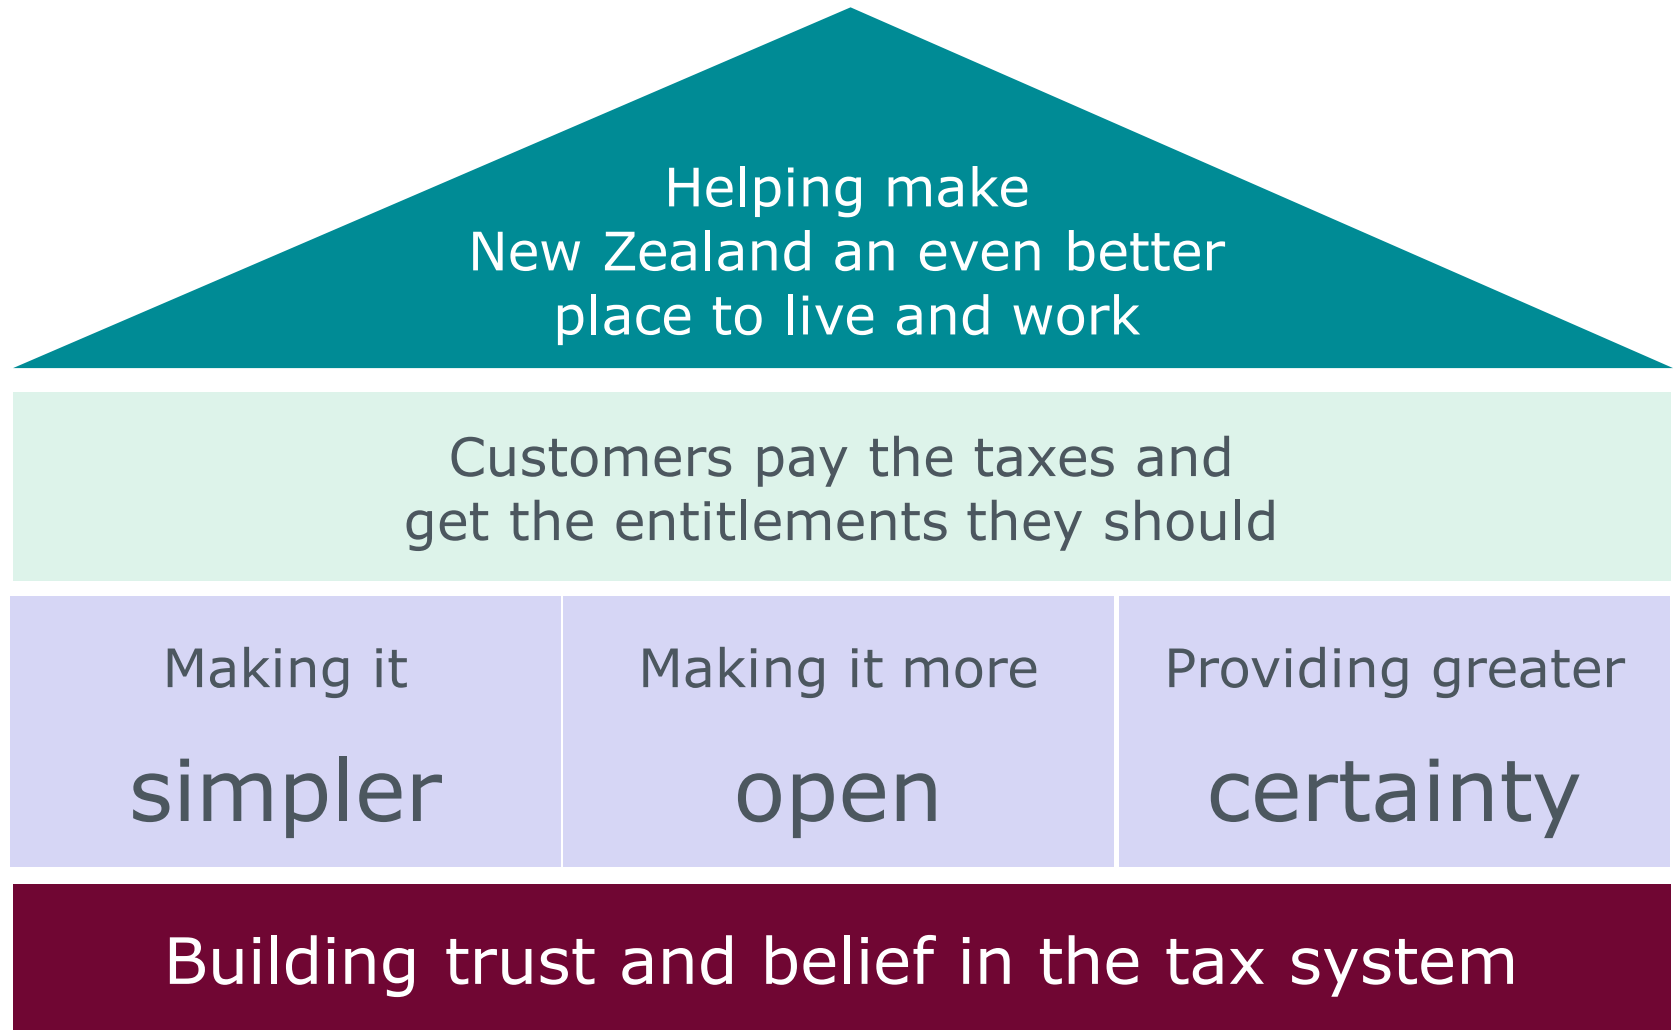 Helping make
New Zealand an even better
place to live and work
Customers pay the taxes and
get the entitlements they should
Making it
simpler
Making it more
open
Providing greater
certainty
Building trust and belief in the tax system